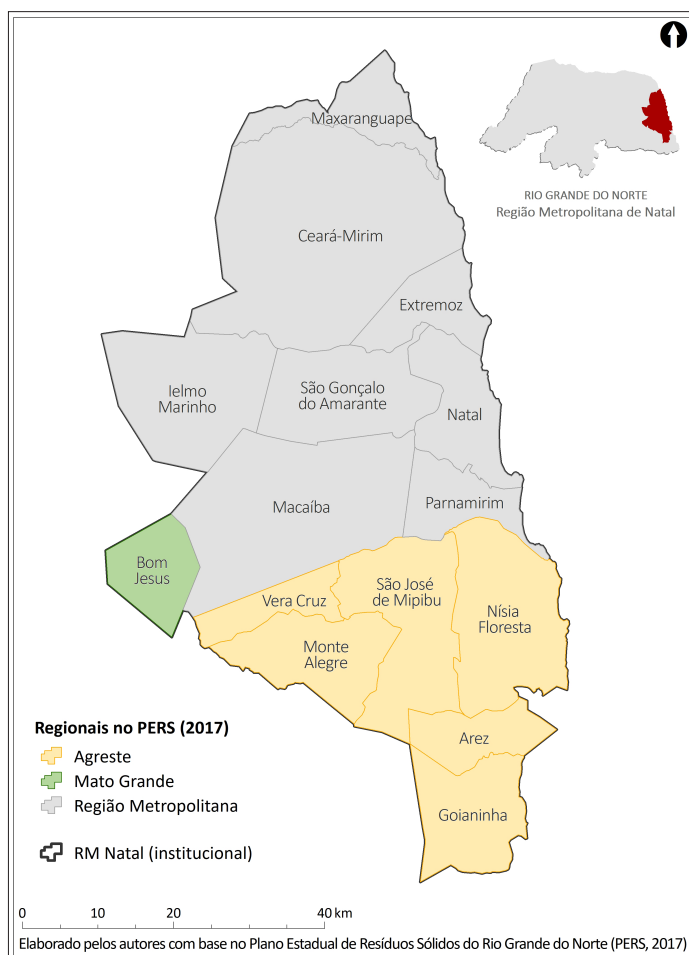 RIO GRANDE DO NORTE
Região Metropolitana de Natal
Maxaranguape
Ceará-Mirim
Extremoz
Ielmo
Marinho
São Gonçalo
do Amarante
Natal
Macaíba
Parnamirim
Bom
Jesus
Vera Cruz
São José
de Mipibu
Nísia
Floresta
Monte
Alegre
Arez
Goianinha
Regionais no PERS (2017)
Agreste
Mato Grande
Região Metropolitana
RM Natal (institucional)
0 10 20 40 km
Elaborado pelos autores com base no Plano Estadual de Resíduos Sólidos do Rio Grande do Norte (PERS, 2017)